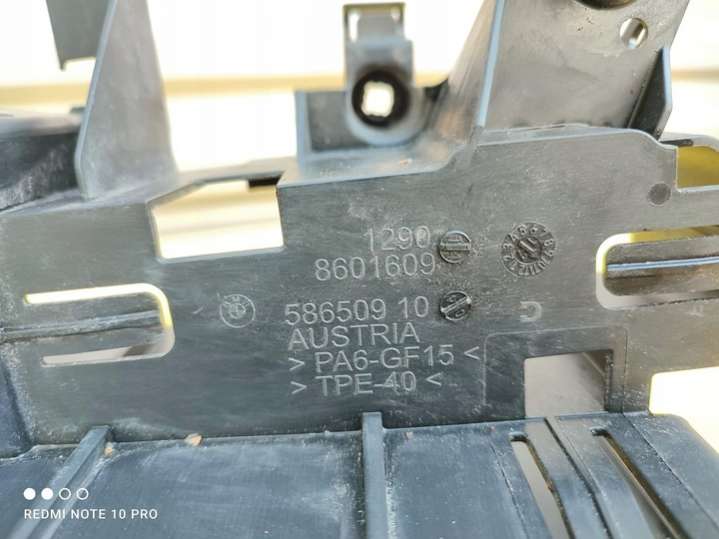 1290
8601609
586509 10
AUSTRIA
> PA6-GF15 <
> TPE-40 <
REDMI NOTE 10 PRO